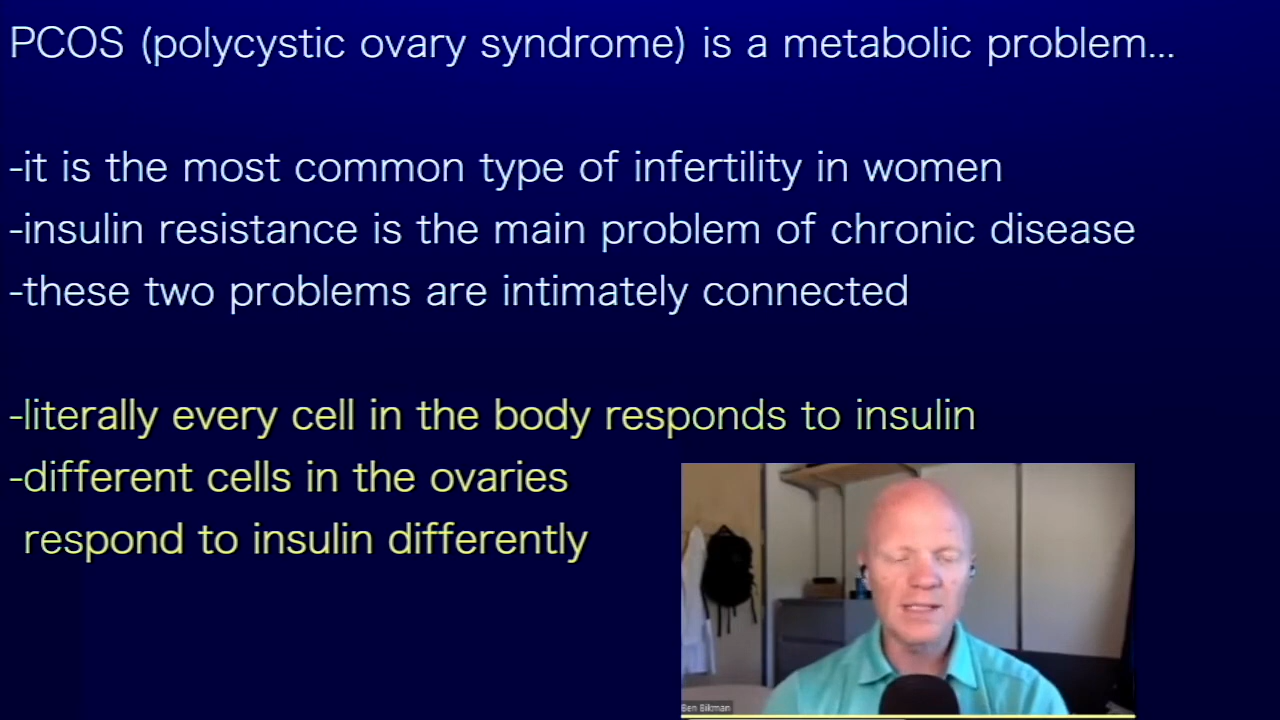 PCOS (polycystic ovary syndrome) is a metabolic problem...
-it is the most common type of infertility in women
-insulin resistance is the main problem of chronic disease
-these two problems are intimately connected
-literally every cell in the body responds to insulin
-different cells in the ovaries
respond to insulin differently
Ben Bikman